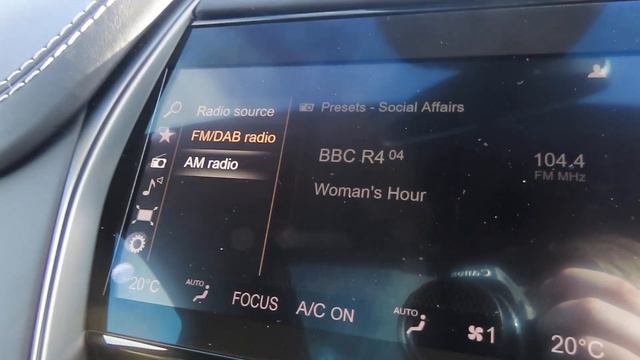 Radio source
FM/DAB radio
AM radio
Presets - Social Affairs
BBC R4 04
104.4
FM MHz
Woman's Hour
20°C
AUTO
FOCUS
A/C ON
AUTO
1
20°C
Canon